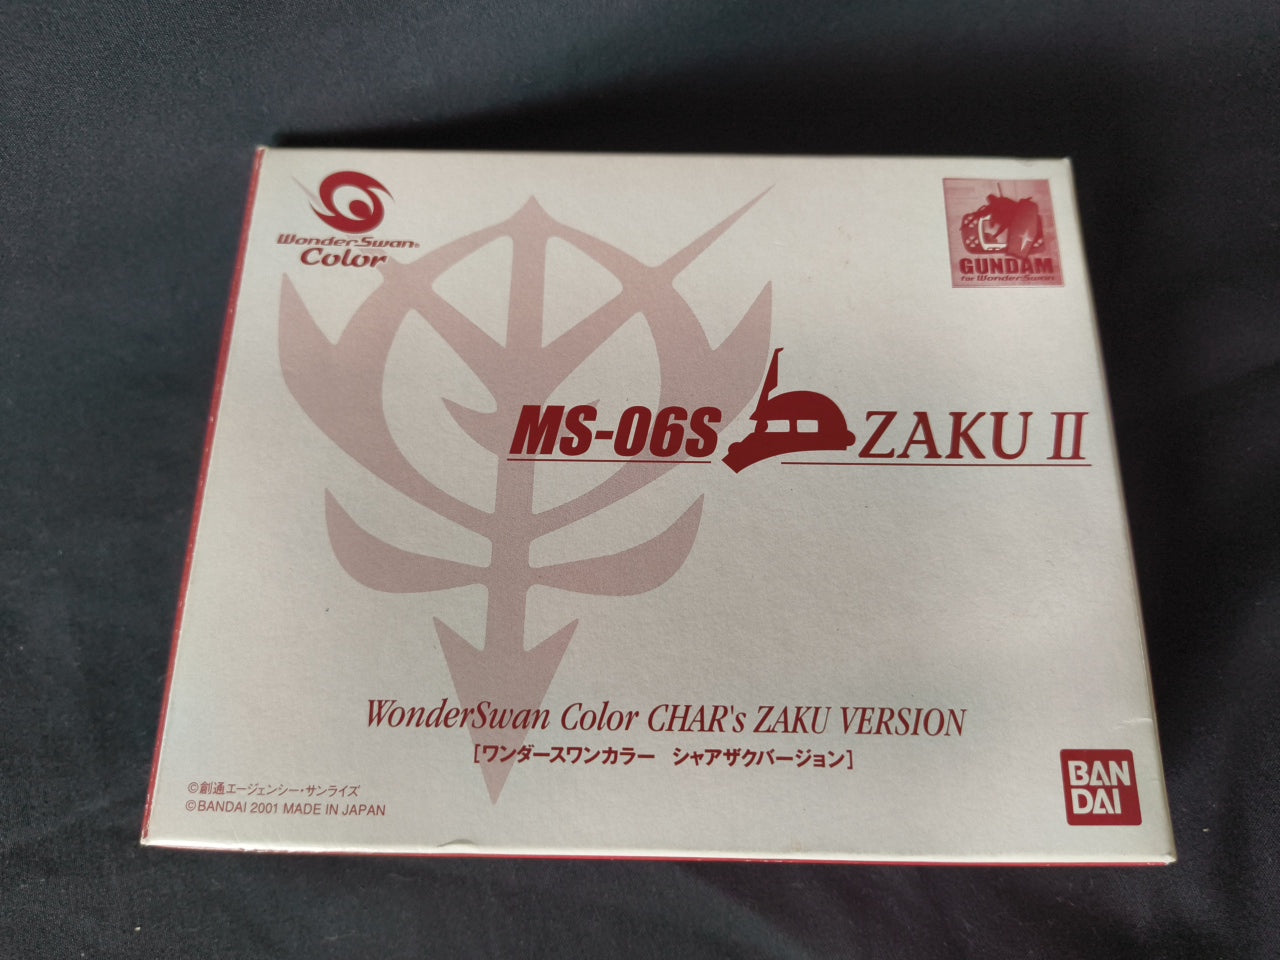 WonderSwan®
Color
GUNDAM
for WonderSwan
MS-06S ZAKU II
WonderSwan Color CHAR's ZAKU VERSION
[ワンダースワンカラー　シャアザクバージョン]
©創通エージェンシー・サンライズ
©BANDAI 2001 MADE IN JAPAN
BAN
DAI